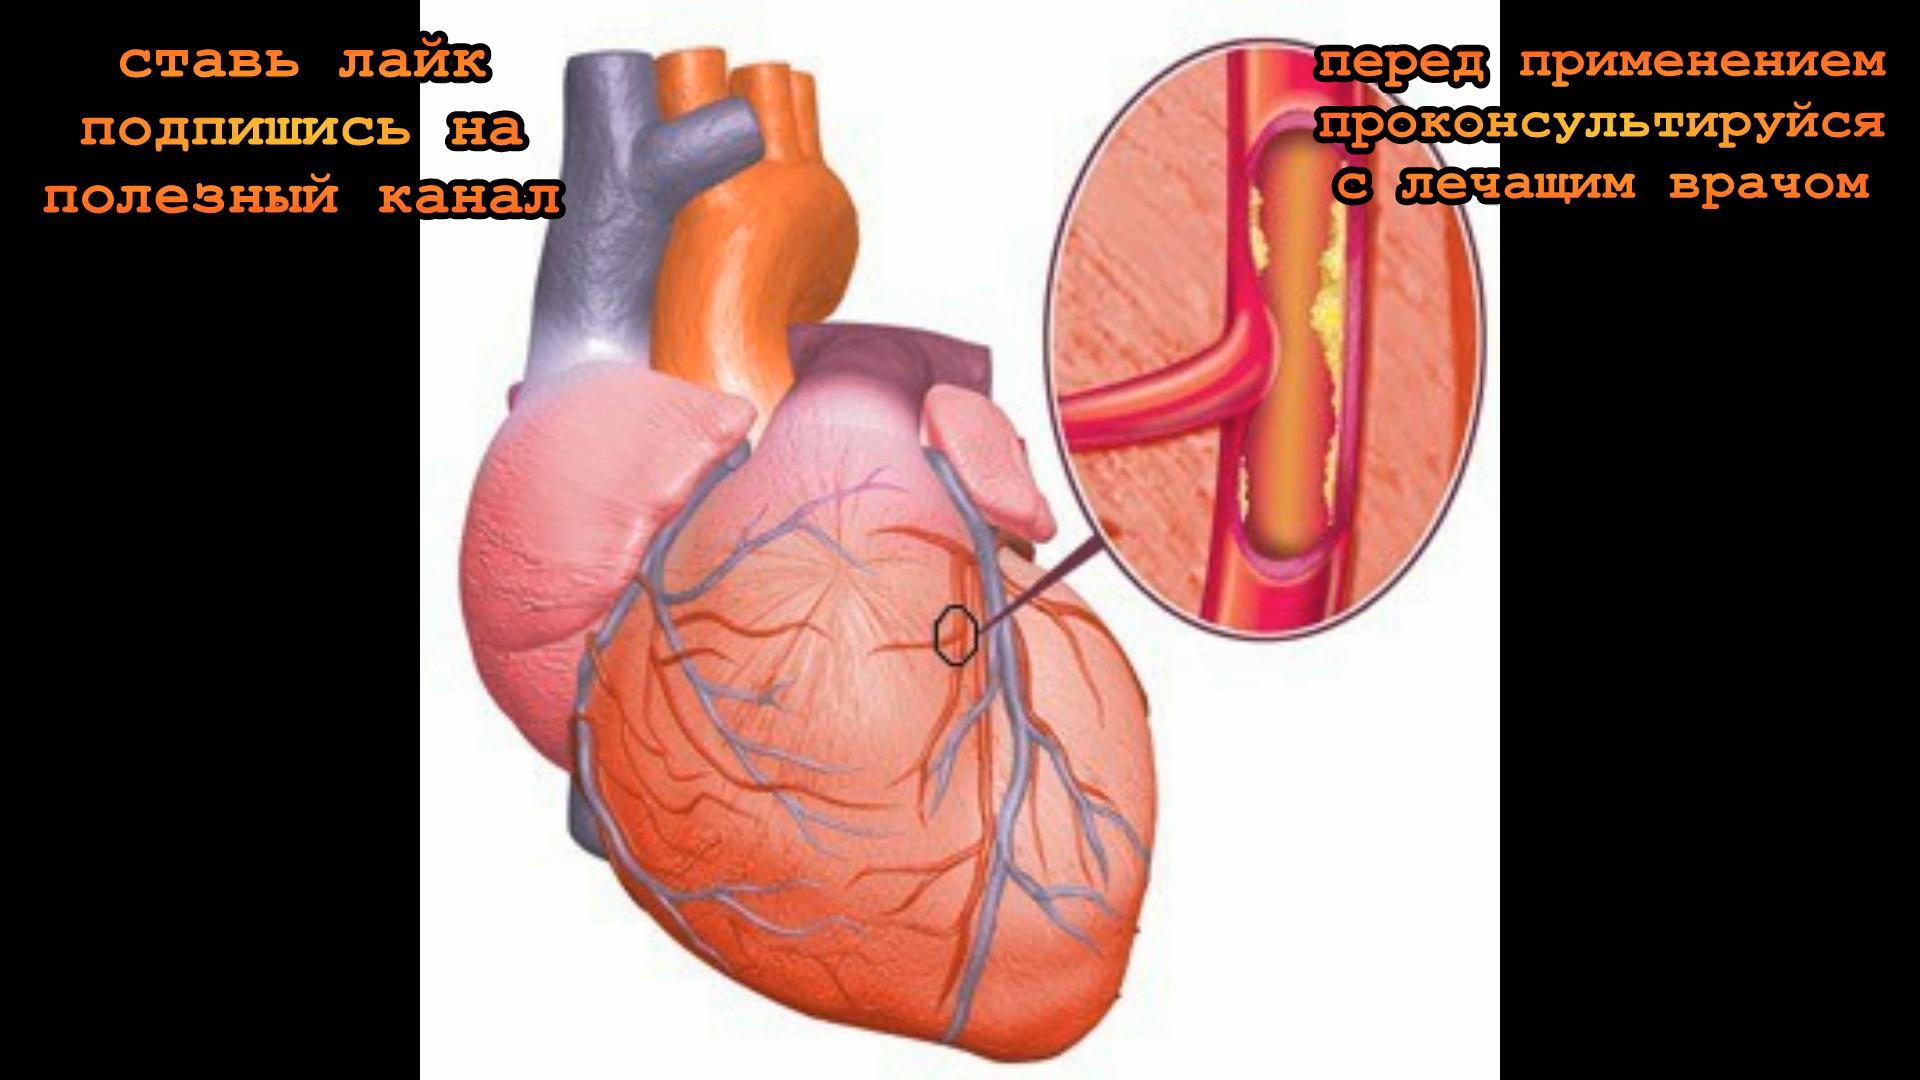 ставь лайк
подпишись на
полезный канал
перед применением
проконсультируйся
с лечащим врачом